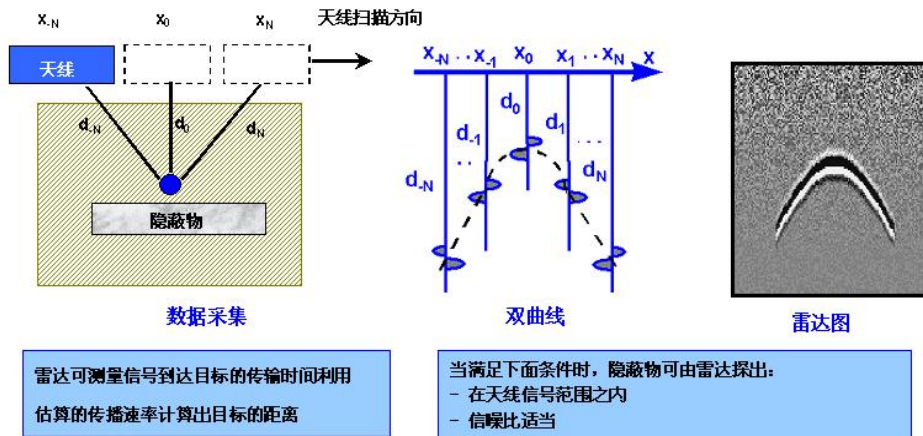 X-N X0 XN 天线扫描方向
天线
d-N d0 dN
隐蔽物
数据采集
X-N · · X-1 X0 X1 · · XN X
d0
d-1 d1
· · · · ·
d-N dN
双曲线
雷达图
雷达可测量信号到达目标的传输时间利用
估算的传播速率计算出目标的距离
当满足下面条件时，隐蔽物可由雷达探出：
- 在天线信号范围之内
- 信噪比适当